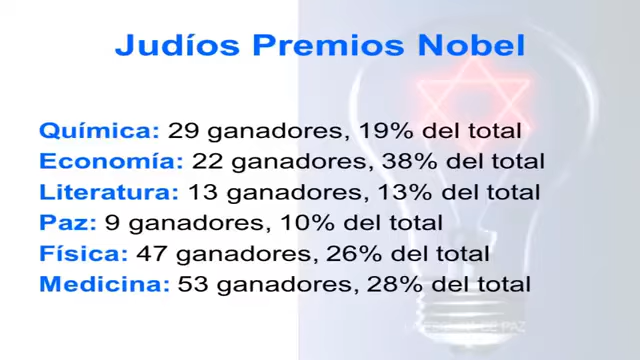 Judíos Premios Nobel
Química: 29 ganadores, 19% del total
Economía: 22 ganadores, 38% del total
Literatura: 13 ganadores, 13% del total
Paz: 9 ganadores, 10% del total
Física: 47 ganadores, 26% del total
Medicina: 53 ganadores, 28% del total
DE PAZ